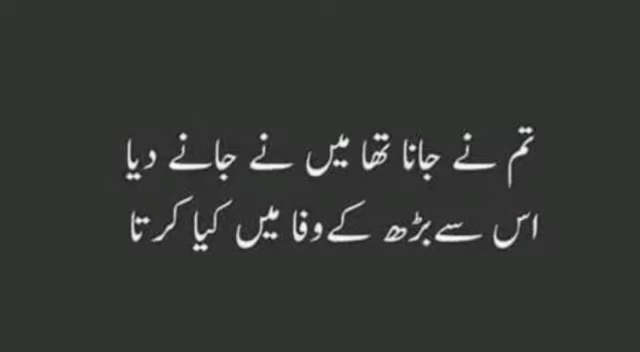 تم نے جانا تھا میں نے جانے دیا
اس سے بڑھ کے وفا میں کیا کرتا